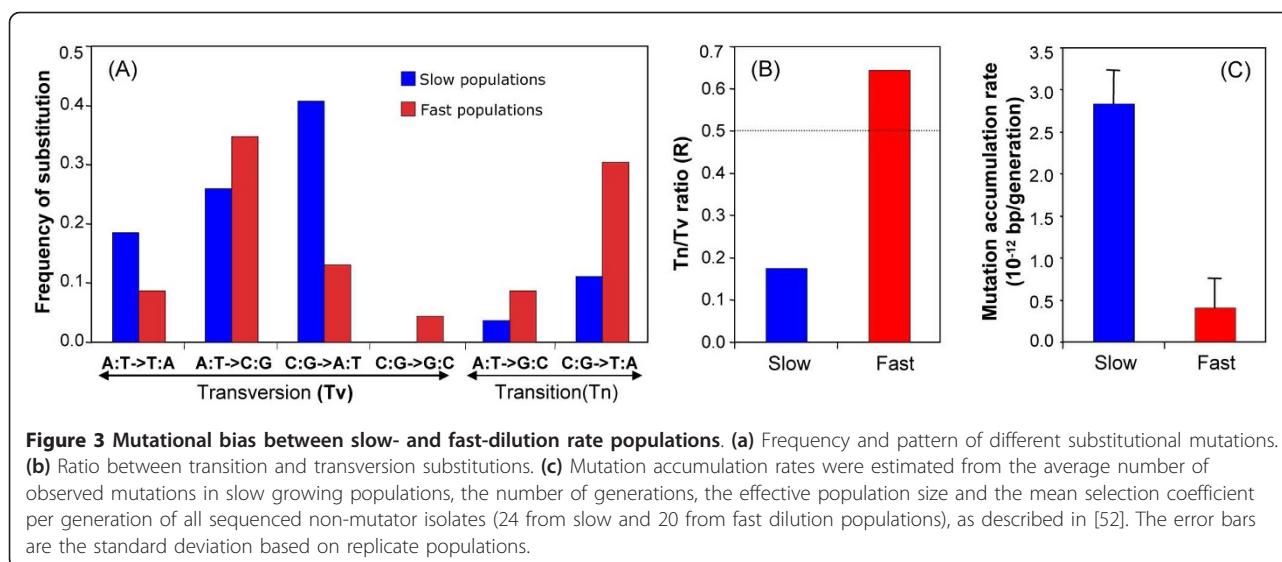 (A)
0.5
0.4
0.3
0.2
0.1
0.0
Frequency of substitution
Slow populations
Fast populations
A:T->T:A A:T->C:G C:G->A:T C:G->G:C A:T->G:C C:G->T:A
Transversion (Tv) Transition(Tn)
(B)
0.7
0.6
0.5
0.4
0.3
0.2
0.1
0.0
Tn/Tv ratio (R)
Slow Fast
(C)
3.5
3.0
2.5
2.0
1.5
1.0
0.5
0.0
Mutation accumulation rate
(10-12 bp/generation)
Slow Fast
Figure 3 Mutational bias between slow- and fast-dilution rate populations. (a) Frequency and pattern of different substitutional mutations.
(b) Ratio between transition and transversion substitutions. (c) Mutation accumulation rates were estimated from the average number of
observed mutations in slow growing populations, the number of generations, the effective population size and the mean selection coefficient
per generation of all sequenced non-mutator isolates (24 from slow and 20 from fast dilution populations), as described in [52]. The error bars
are the standard deviation based on replicate populations.